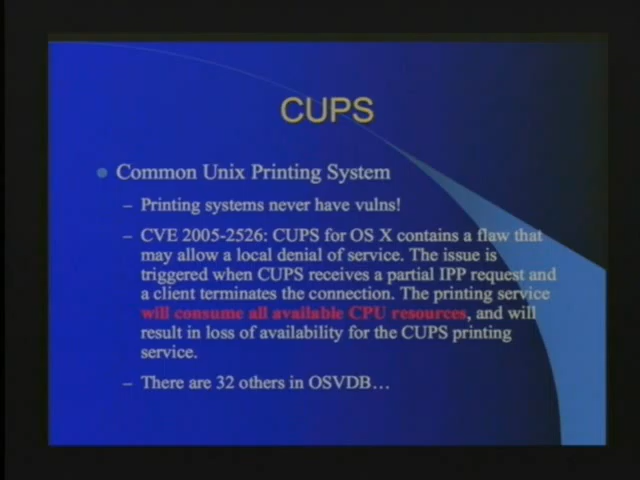 CUPS
Common Unix Printing System
– Printing systems never have vulns!
– CVE 2005-2526: CUPS for OS X contains a flaw that
may allow a local denial of service. The issue is
triggered when CUPS receives a partial IPP request and
a client terminates the connection. The printing service
will consume all available CPU resources, and will
result in loss of availability for the CUPS printing
service.
– There are 32 others in OSVDB…